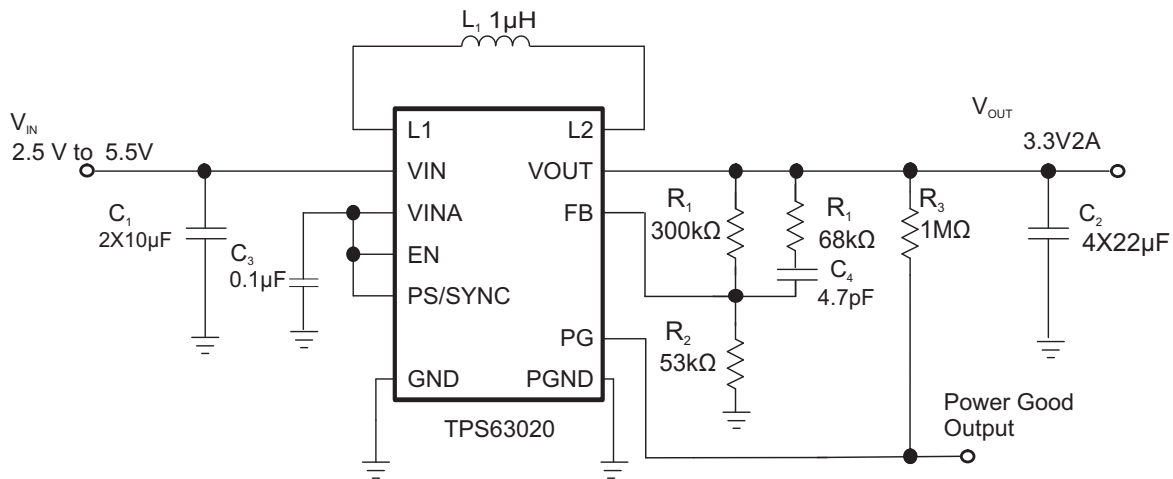 L₁ 1µH
V_IN
2.5 V to 5.5V
C₁
2X10µF
C₃
0.1µF
L1
L2
VIN
VOUT
VINA
FB
EN
PS/SYNC
PG
GND
PGND
TPS63020
R₁
300kΩ
R₁
68kΩ
C₄
4.7pF
R₂
53kΩ
R₃
1MΩ
V_OUT
3.3V2A
C₂
4X22µF
Power Good
Output